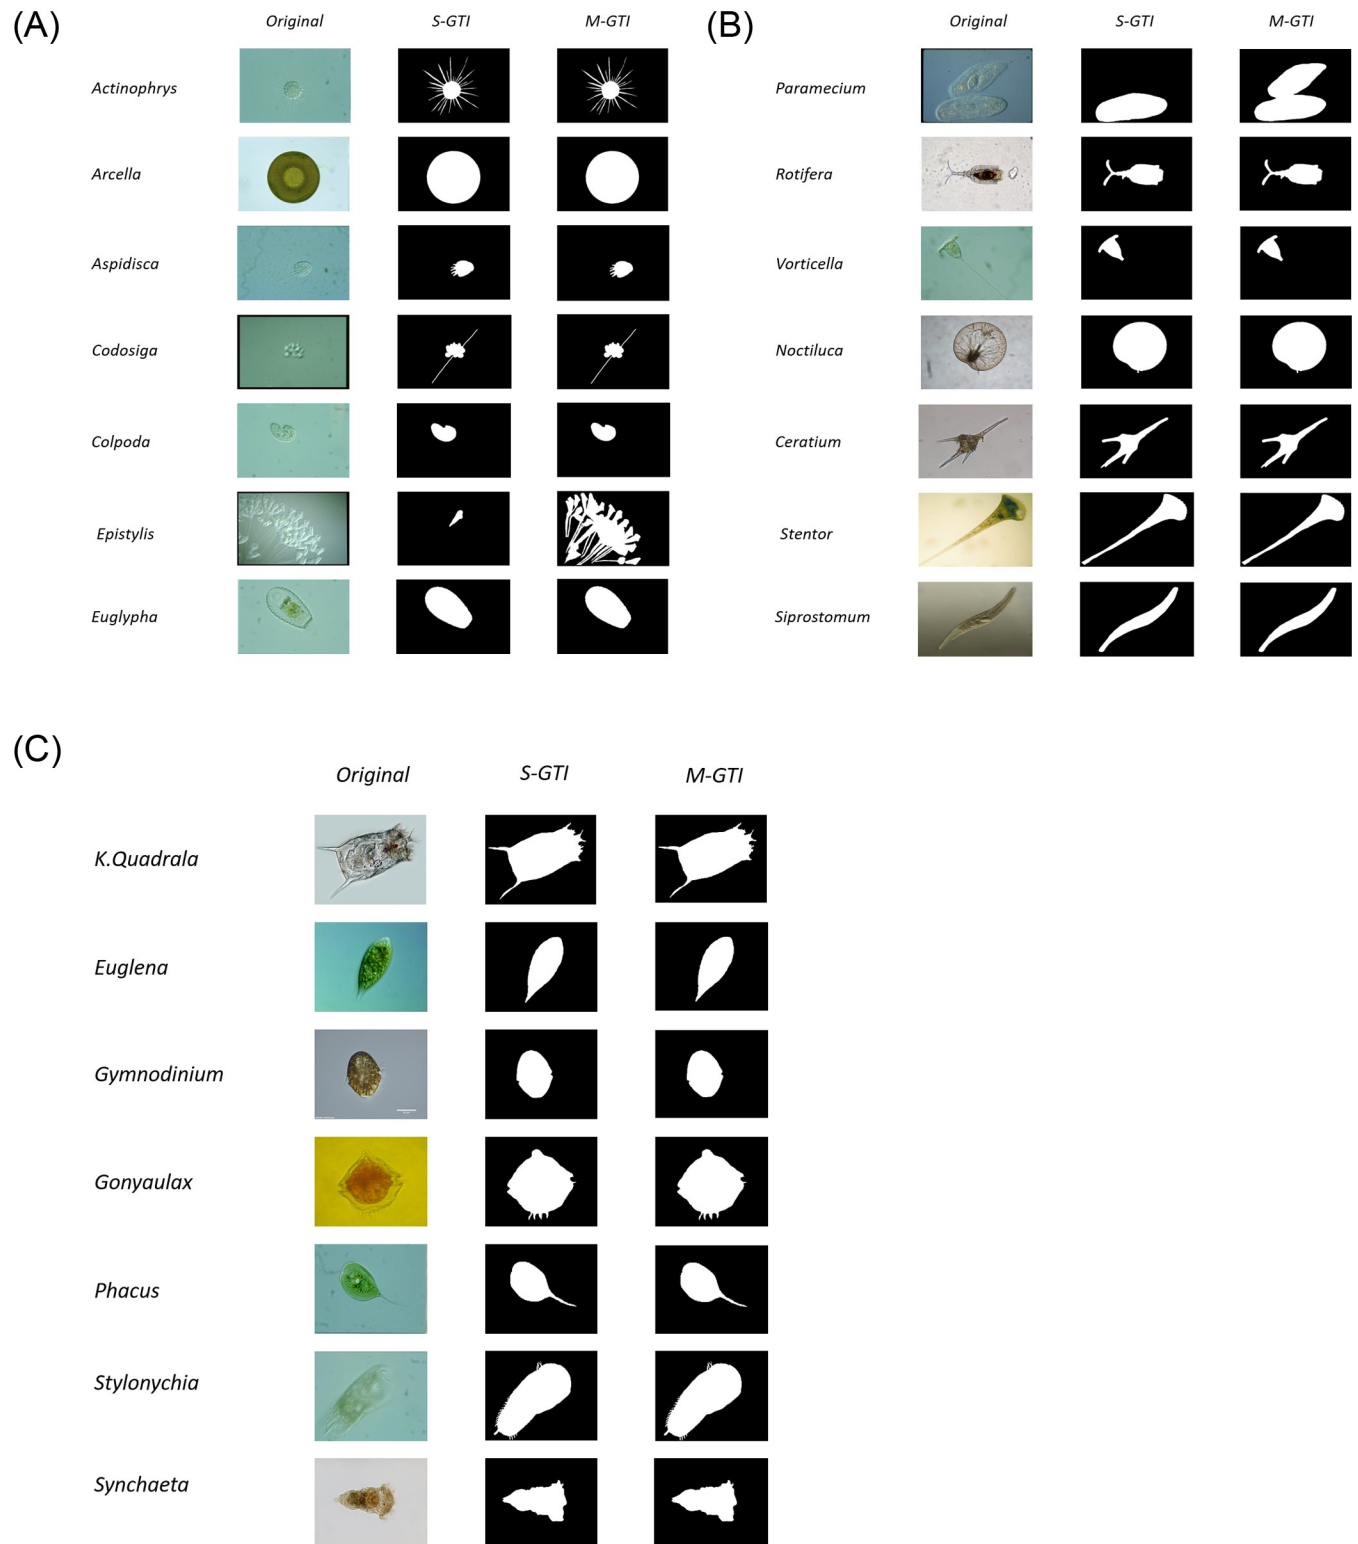 (A)
Original S-GTI M-GTI
Actinophrys
Arcella
Aspidisca
Codosiga
Colpoda
Epistylis
Euglypha
(B)
Original S-GTI M-GTI
Paramecium
Rotifera
Vorticella
Noctiluca
Ceratium
Stentor
Siprostomum
(C)
Original S-GTI M-GTI
K.Quadrala
Euglena
Gymnodinium
Gonyaulax
Phacus
Stylonychia
Synchaeta